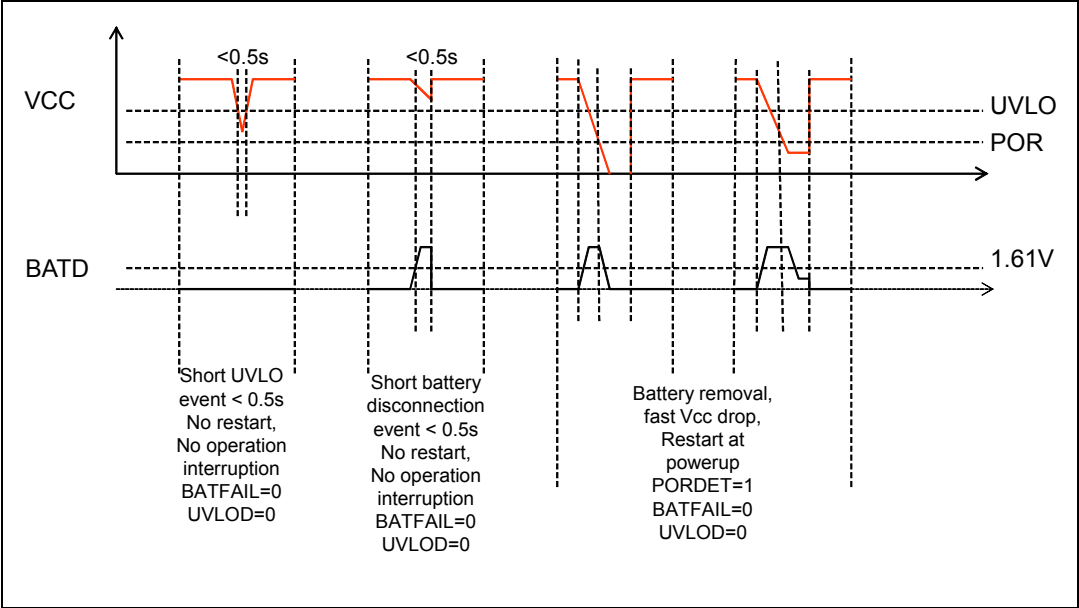 <0.5s
<0.5s
VCC
UVLO
POR
BATD
1.61V
Short UVLO
event < 0.5s
No restart,
No operation
interruption
BATFAIL=0
UVLOD=0
Short battery
disconnection
event < 0.5s
No restart,
No operation
interruption
BATFAIL=0
UVLOD=0
Battery removal,
fast Vcc drop,
Restart at
powerup
PORDET=1
BATFAIL=0
UVLOD=0